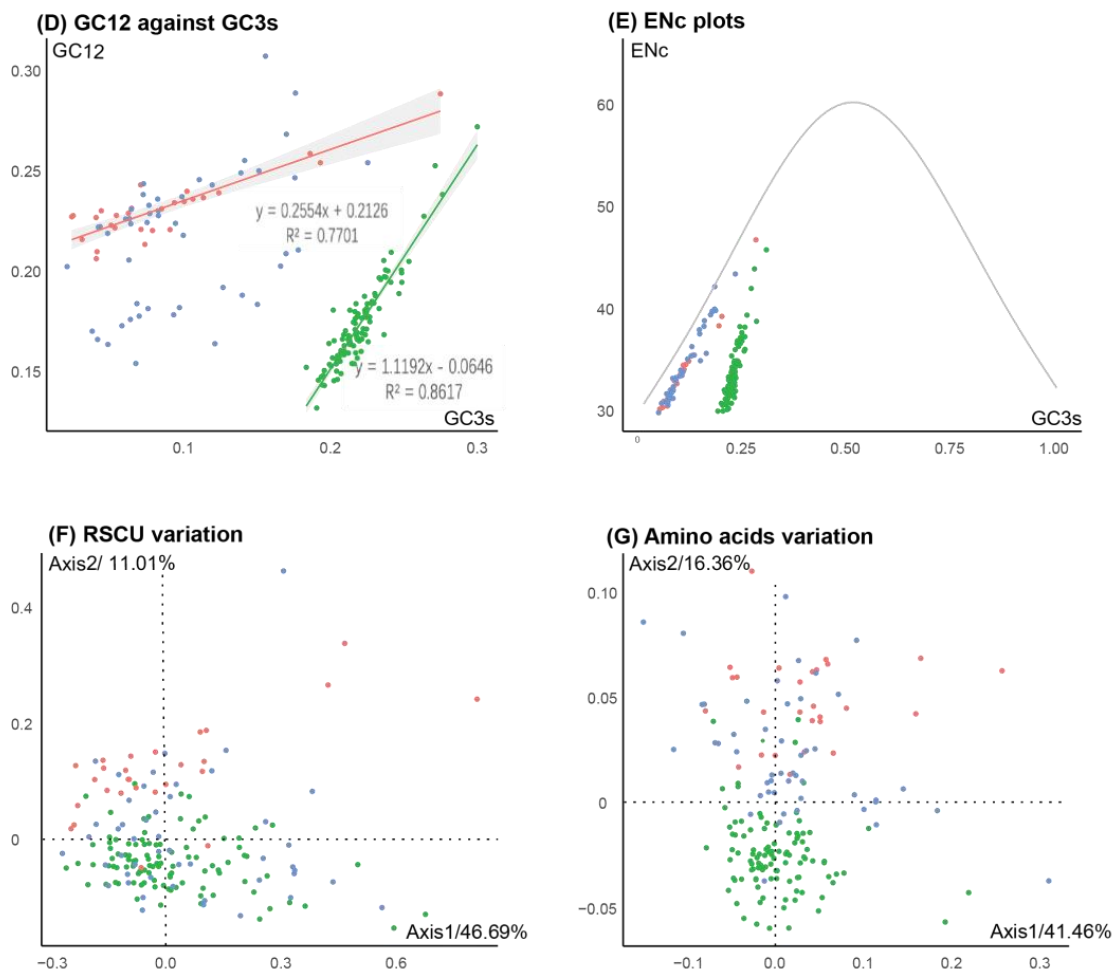 (D) GC12 against GC3s
GC12
0.30
0.25
0.20
0.15
y = 0.2554x + 0.2126
R² = 0.7701
y = 1.1192x - 0.0646
R² = 0.8617
GC3s
0.1
0.2
0.3
(E) ENc plots
ENc
60
50
40
30
GC3s
0
0.25
0.50
0.75
1.00
(F) RSCU variation
Axis2/ 11.01%
0.4
0.2
0
Axis1/46.69%
−0.3
0.0
0.3
0.6
(G) Amino acids variation
Axis2/16.36%
0.10
0.05
0
−0.05
Axis1/41.46%
−0.1
0.0
0.1
0.2
0.3